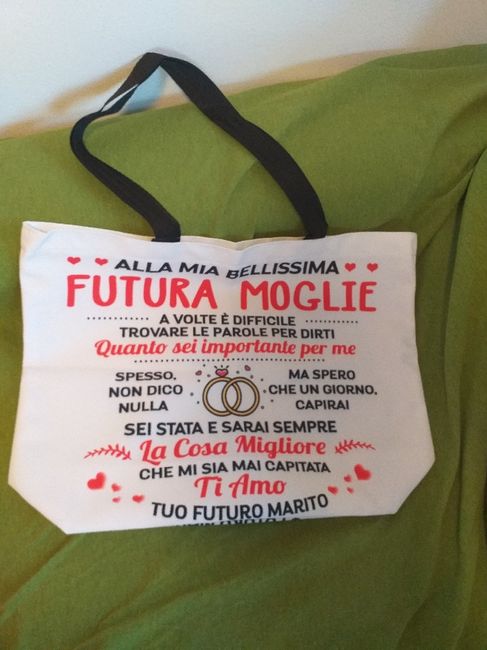 ALLA MIA BELLISSIMA
FUTURA MOGLIE
A VOLTE È DIFFICILE
TROVARE LE PAROLE PER DIRTI
Quanto sei importante per me
SPESSO,
NON DICO
NULLA
MA SPERO
CHE UN GIORNO,
CAPIRAI
SEI STATA E SARAI SEMPRE
La Cosa Migliore
CHE MI SIA MAI CAPITATA
Ti Amo
TUO FUTURO MARITO